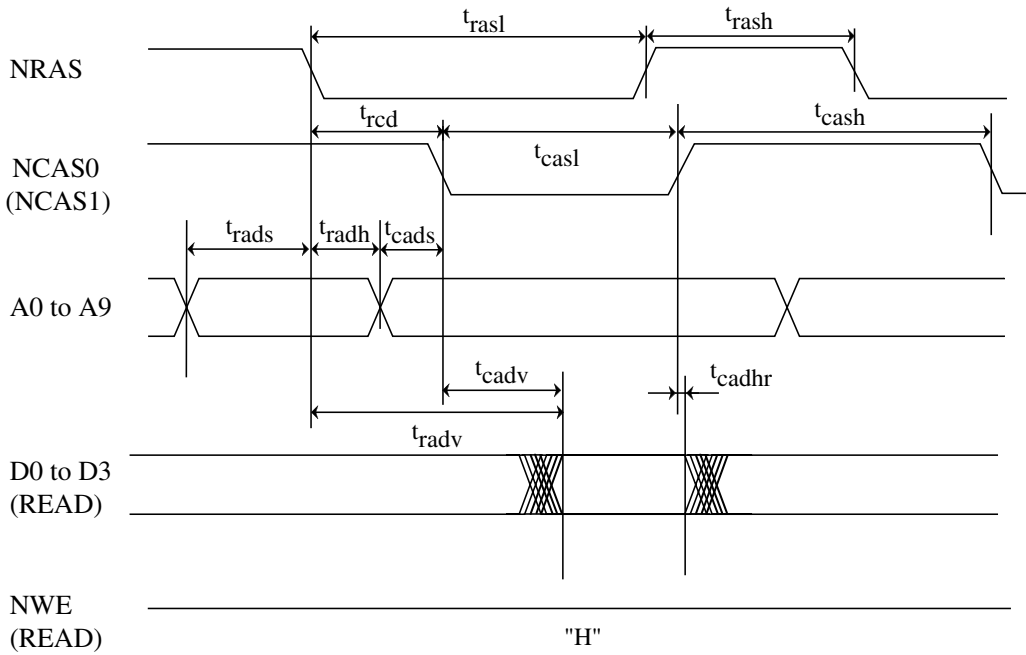 t_rasl t_rash
NRAS
t_rcd t_cash
t_casl
NCAS0
(NCAS1)
t_rads t_radh t_cads
A0 to A9
t_cadv t_cadhr
t_radv
D0 to D3
(READ)
NWE
(READ)
"H"